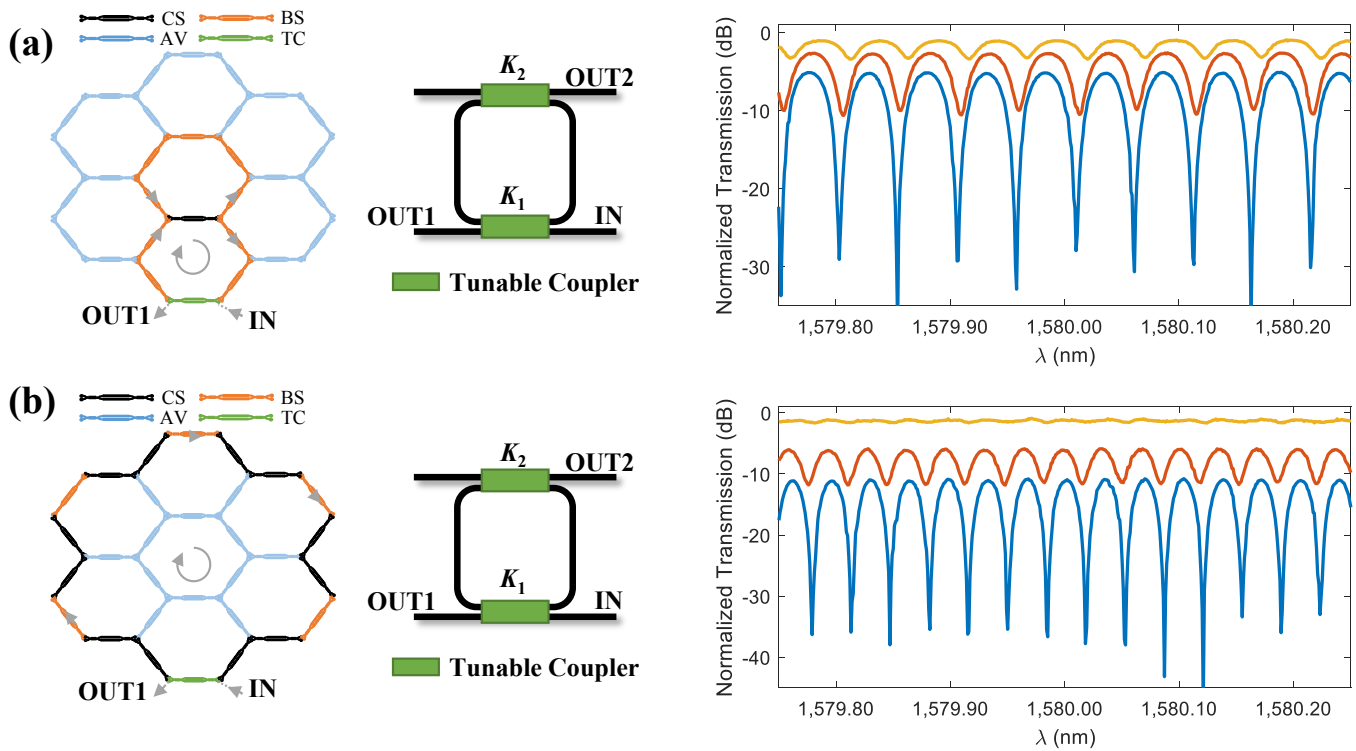 (a)
CS BS
AV TC
OUT1
IN
K2
OUT2
OUT1
K1
IN
Tunable Coupler
Normalized Transmission (dB)
0
-10
-20
-30
1,579.80 1,579.90 1,580.00 1,580.10 1,580.20
λ (nm)
(b)
CS BS
AV TC
OUT1
IN
K2
OUT2
OUT1
K1
IN
Tunable Coupler
Normalized Transmission (dB)
0
-10
-20
-30
-40
1,579.80 1,579.90 1,580.00 1,580.10 1,580.20
λ (nm)